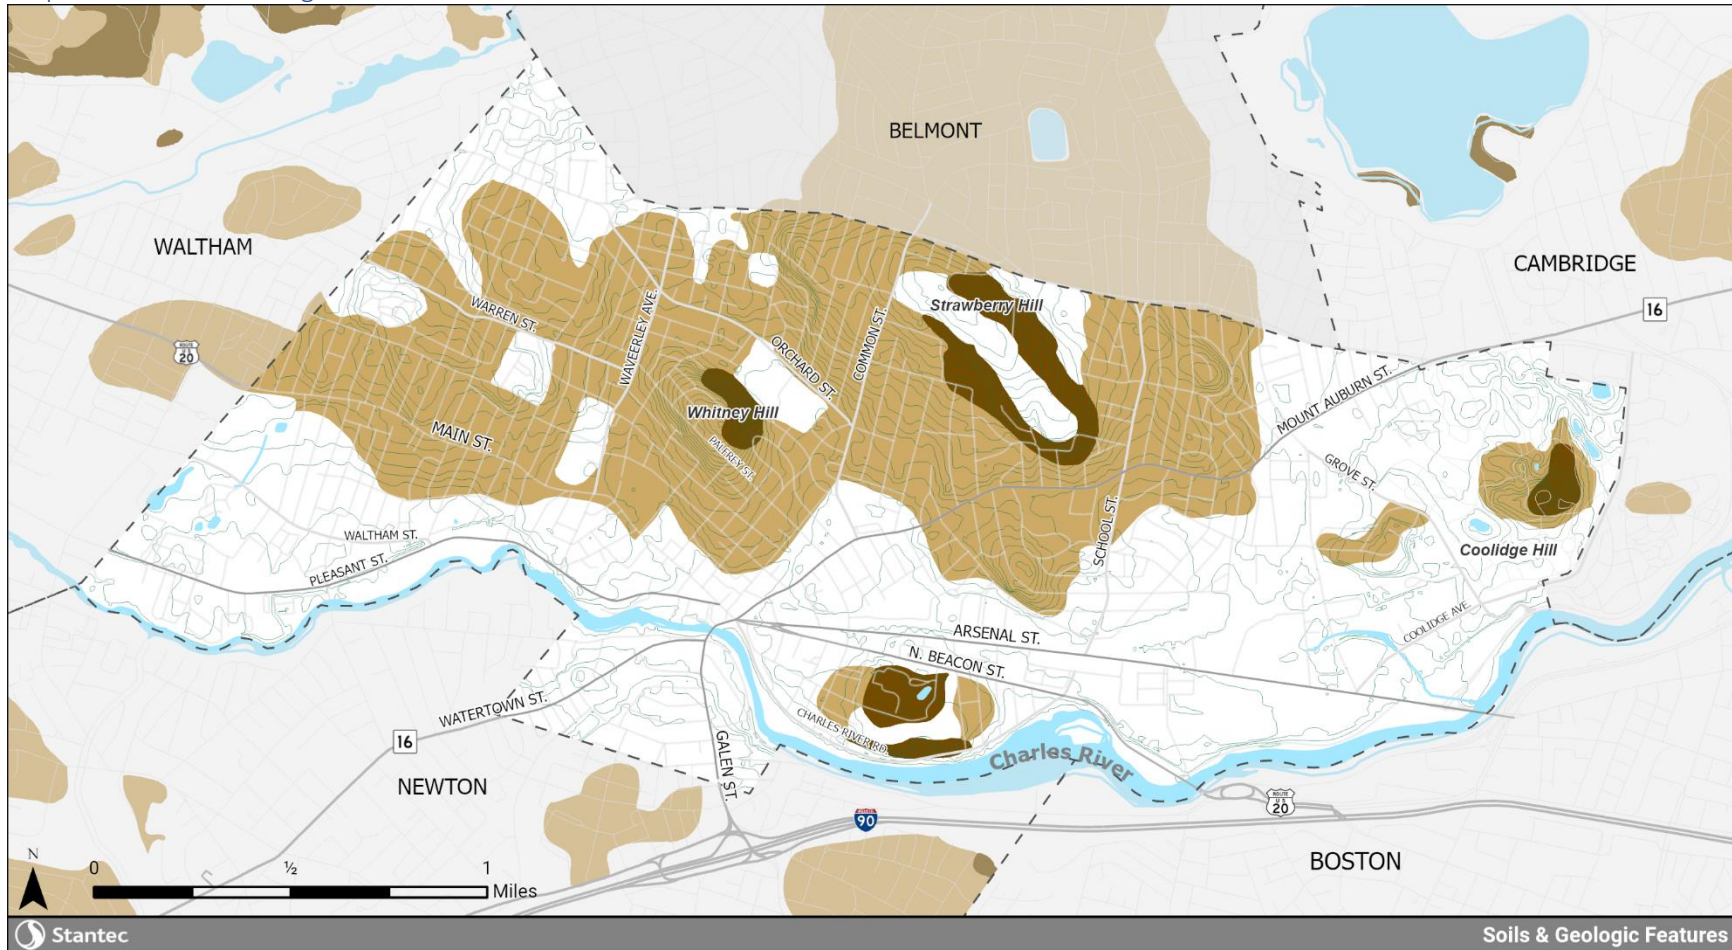 BELMONT
WALTHAM
CAMBRIDGE
16
Strawberry Hill
WARREN ST.
WAVEERLEY AVE.
COMMON ST.
ORCHARD ST.
ROUTE
U S
20
MOUNT AUBURN ST.
Whitney Hill
MAIN ST.
PALFREY ST.
GROVE ST.
SCHOOL ST.
WALTHAM ST.
Coolidge Hill
PLEASANT ST.
COOLIDGE AVE.
ARSENAL ST.
N. BEACON ST.
WATERTOWN ST.
CHARLES RIVER RD.
16
GALEN ST.
Charles River
NEWTON
ROUTE
U S
20
90
BOSTON
N
0 ½ 1
Miles
Stantec
Soils & Geologic Features